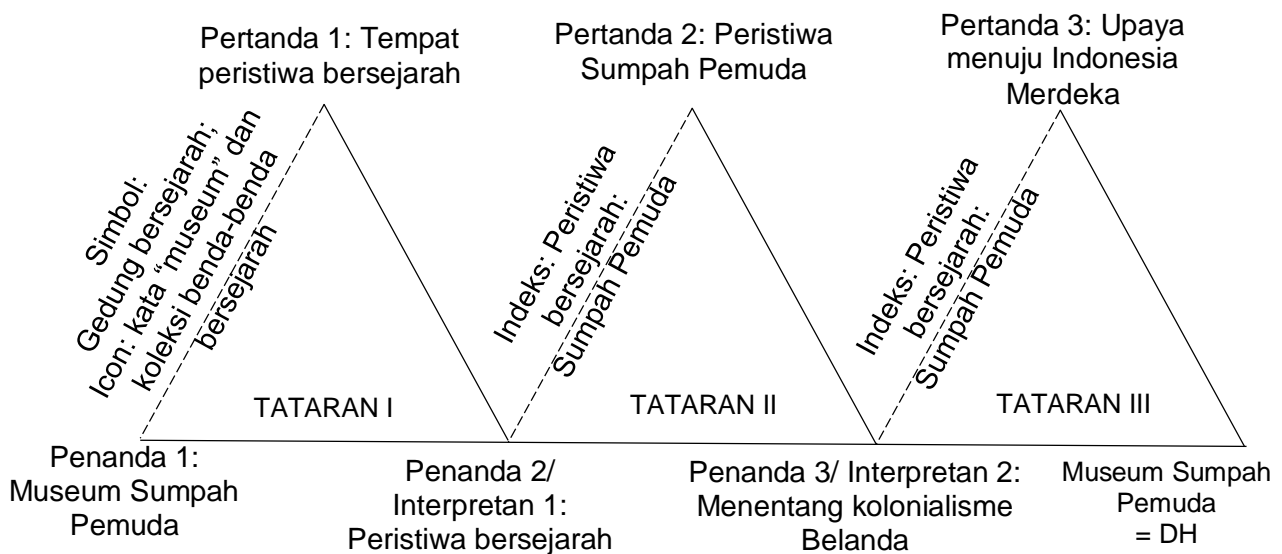 Pertanda 1: Tempat
peristiwa bersejarah
Pertanda 2: Peristiwa
Sumpah Pemuda
Pertanda 3: Upaya
menuju Indonesia
Merdeka
Simbol:
Gedung bersejarah;
Icon: kata “museum” dan
koleksi benda-benda
bersejarah
Indeks: Peristiwa
bersejarah:
Sumpah Pemuda
Indeks: Peristiwa
bersejarah:
Sumpah Pemuda
TATARAN I
TATARAN II
TATARAN III
Penanda 1:
Museum Sumpah
Pemuda
Penanda 2/
Interpretan 1:
Peristiwa bersejarah
Penanda 3/ Interpretan 2:
Menentang kolonialisme
Belanda
Museum Sumpah
Pemuda
= DH